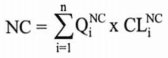 NC = \sum_{i=1}^{n} Q_i^{NC} x CL_i^{NC}